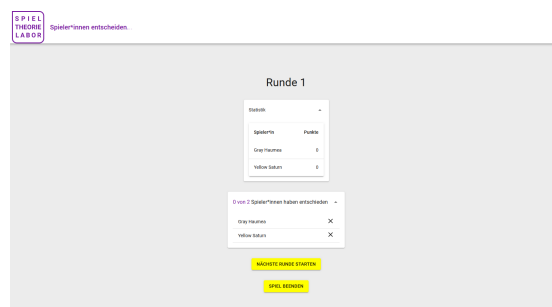 SPIEL
THEORIE
LABOR
Spieler*innen entscheiden...
Runde 1
Statistik
Spieler*in Punkte
Gray Haumea 0
Yellow Saturn 0
0 von 2 Spieler*innen haben entschieden
Gray Haumea
Yellow Saturn
NÄCHSTE RUNDE STARTEN
SPIEL BEENDEN